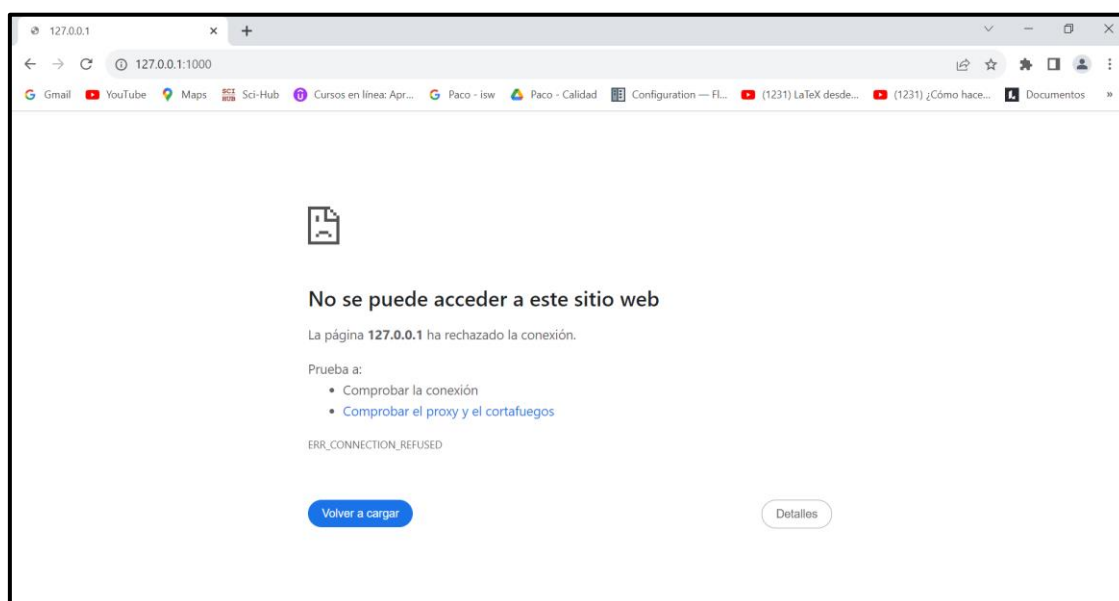 127.0.0.1
127.0.0.1:1000
Gmail YouTube Maps SCI HUB Sci-Hub Cursos en línea: Apr... Paco - isw Paco - Calidad Configuration — Fl... (1231) LaTeX desde... (1231) ¿Cómo hace... Documentos »
No se puede acceder a este sitio web
La página 127.0.0.1 ha rechazado la conexión.
Prueba a:
• Comprobar la conexión
• Comprobar el proxy y el cortafuegos
ERR_CONNECTION_REFUSED
Volver a cargar Detalles